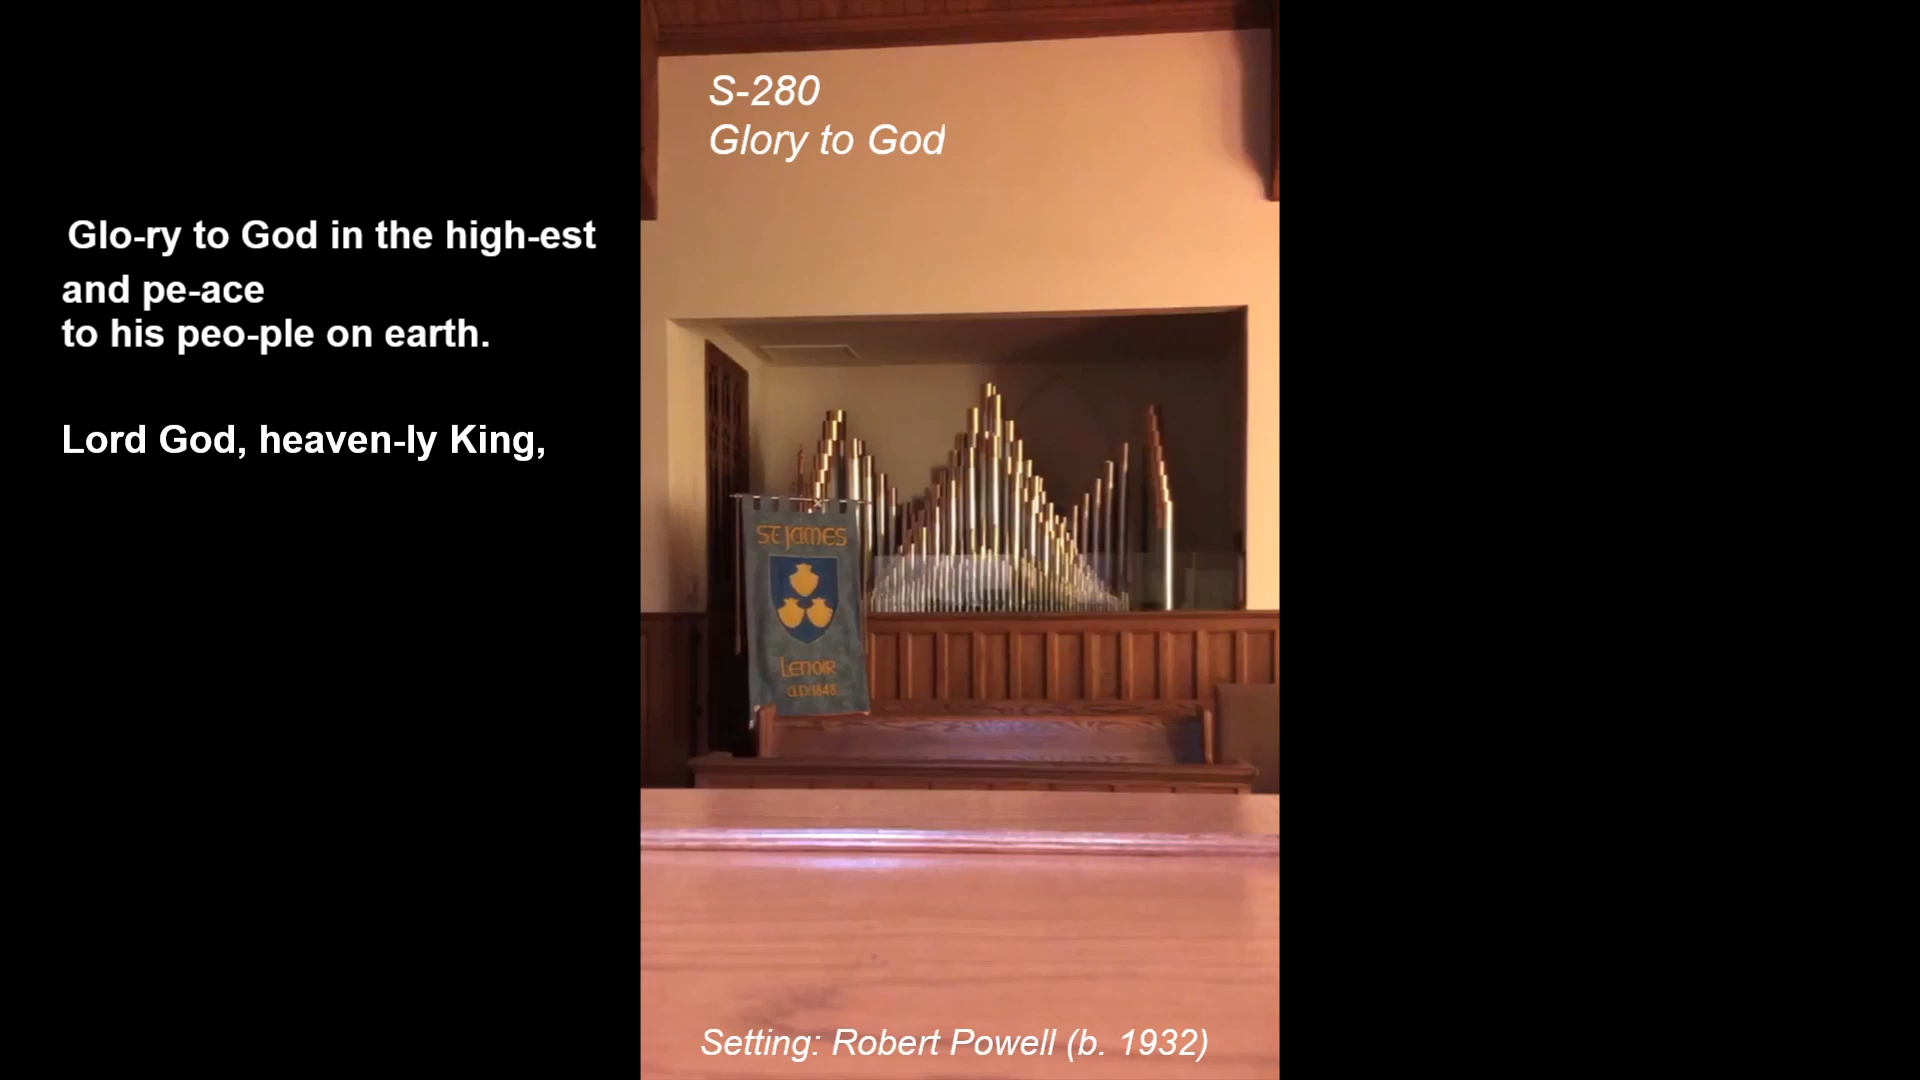 S-280
Glory to God
Glo-ry to God in the high-est
and pe-ace
to his peo-ple on earth.
Lord God, heaven-ly King,
ST. JAMES
LENOIR
A.D. 1848
Setting: Robert Powell (b. 1932)